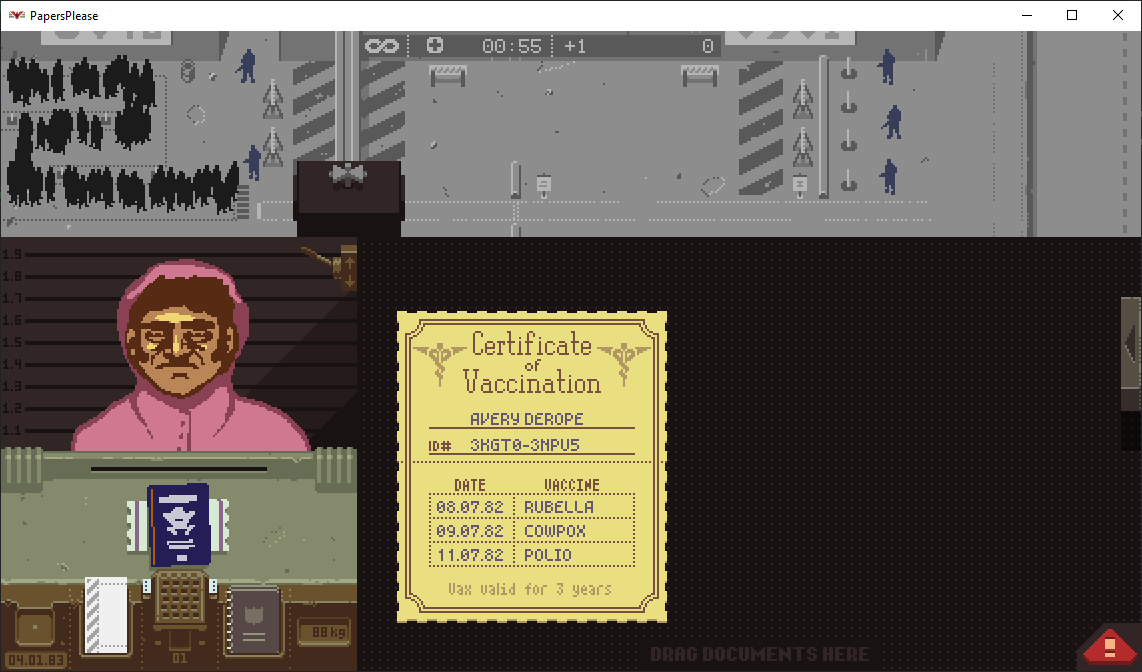 PapersPlease
00:55 +1 0
1.9
1.8
1.7
1.6
1.5
1.4
1.3
1.2
1.1
Certificate
of
Vaccination
AVERY DEROPE
ID# 3KGT0-3MPU5
DATE VACCINE
08.07.82 RUBELLA
09.07.82 COWPOX
11.07.82 POLIO
Vax valid for 3 years
88kg
04.01.83
01
DRAG DOCUMENTS HERE